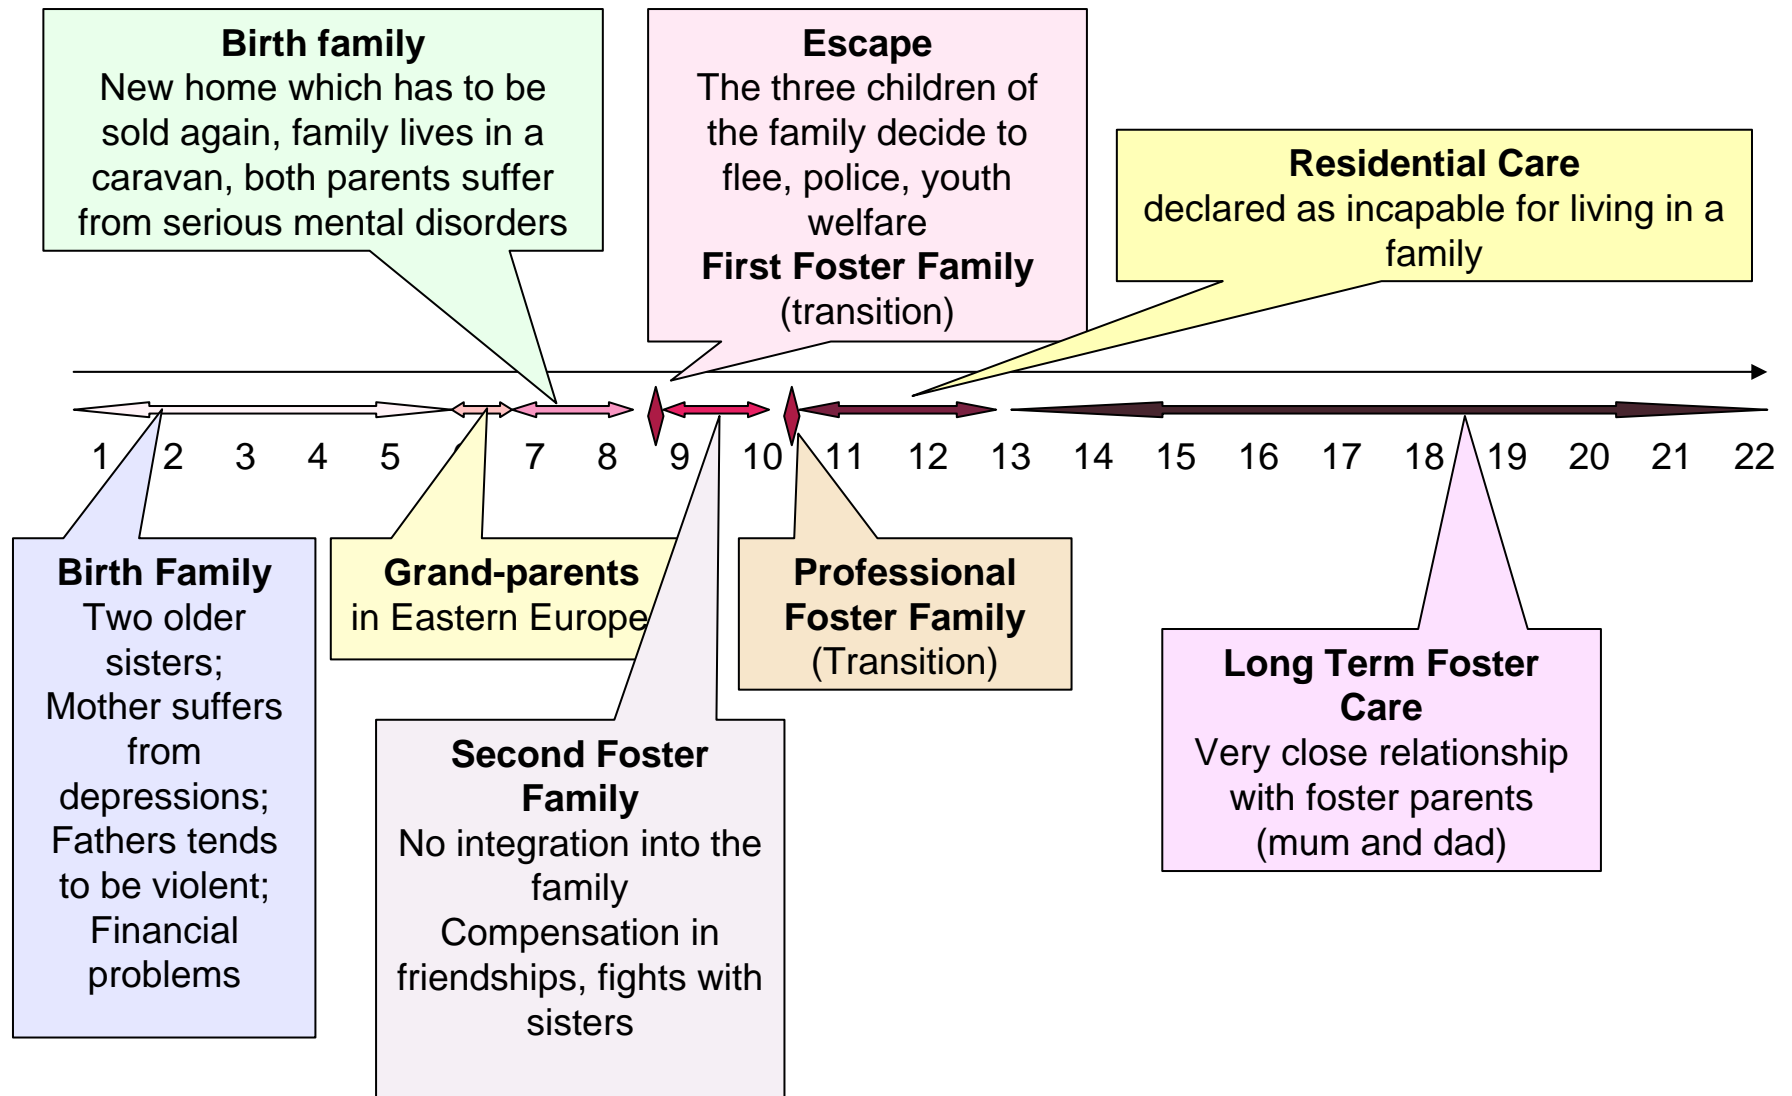 Birth family
New home which has to be
sold again, family lives in a
caravan, both parents suffer
from serious mental disorders
Escape
The three children of
the family decide to
flee, police, youth
welfare
First Foster Family
(transition)
Residential Care
declared as incapable for living in a
family
1 2 3 4 5 7 8 9 10 11 12 13 14 15 16 17 18 19 20 21 22
Birth Family
Two older
sisters;
Mother suffers
from
depressions;
Fathers tends
to be violent;
Financial
problems
Grand-parents
in Eastern Europe
Second Foster
Family
No integration into the
family
Compensation in
friendships, fights with
sisters
Professional
Foster Family
(Transition)
Long Term Foster
Care
Very close relationship
with foster parents
(mum and dad)